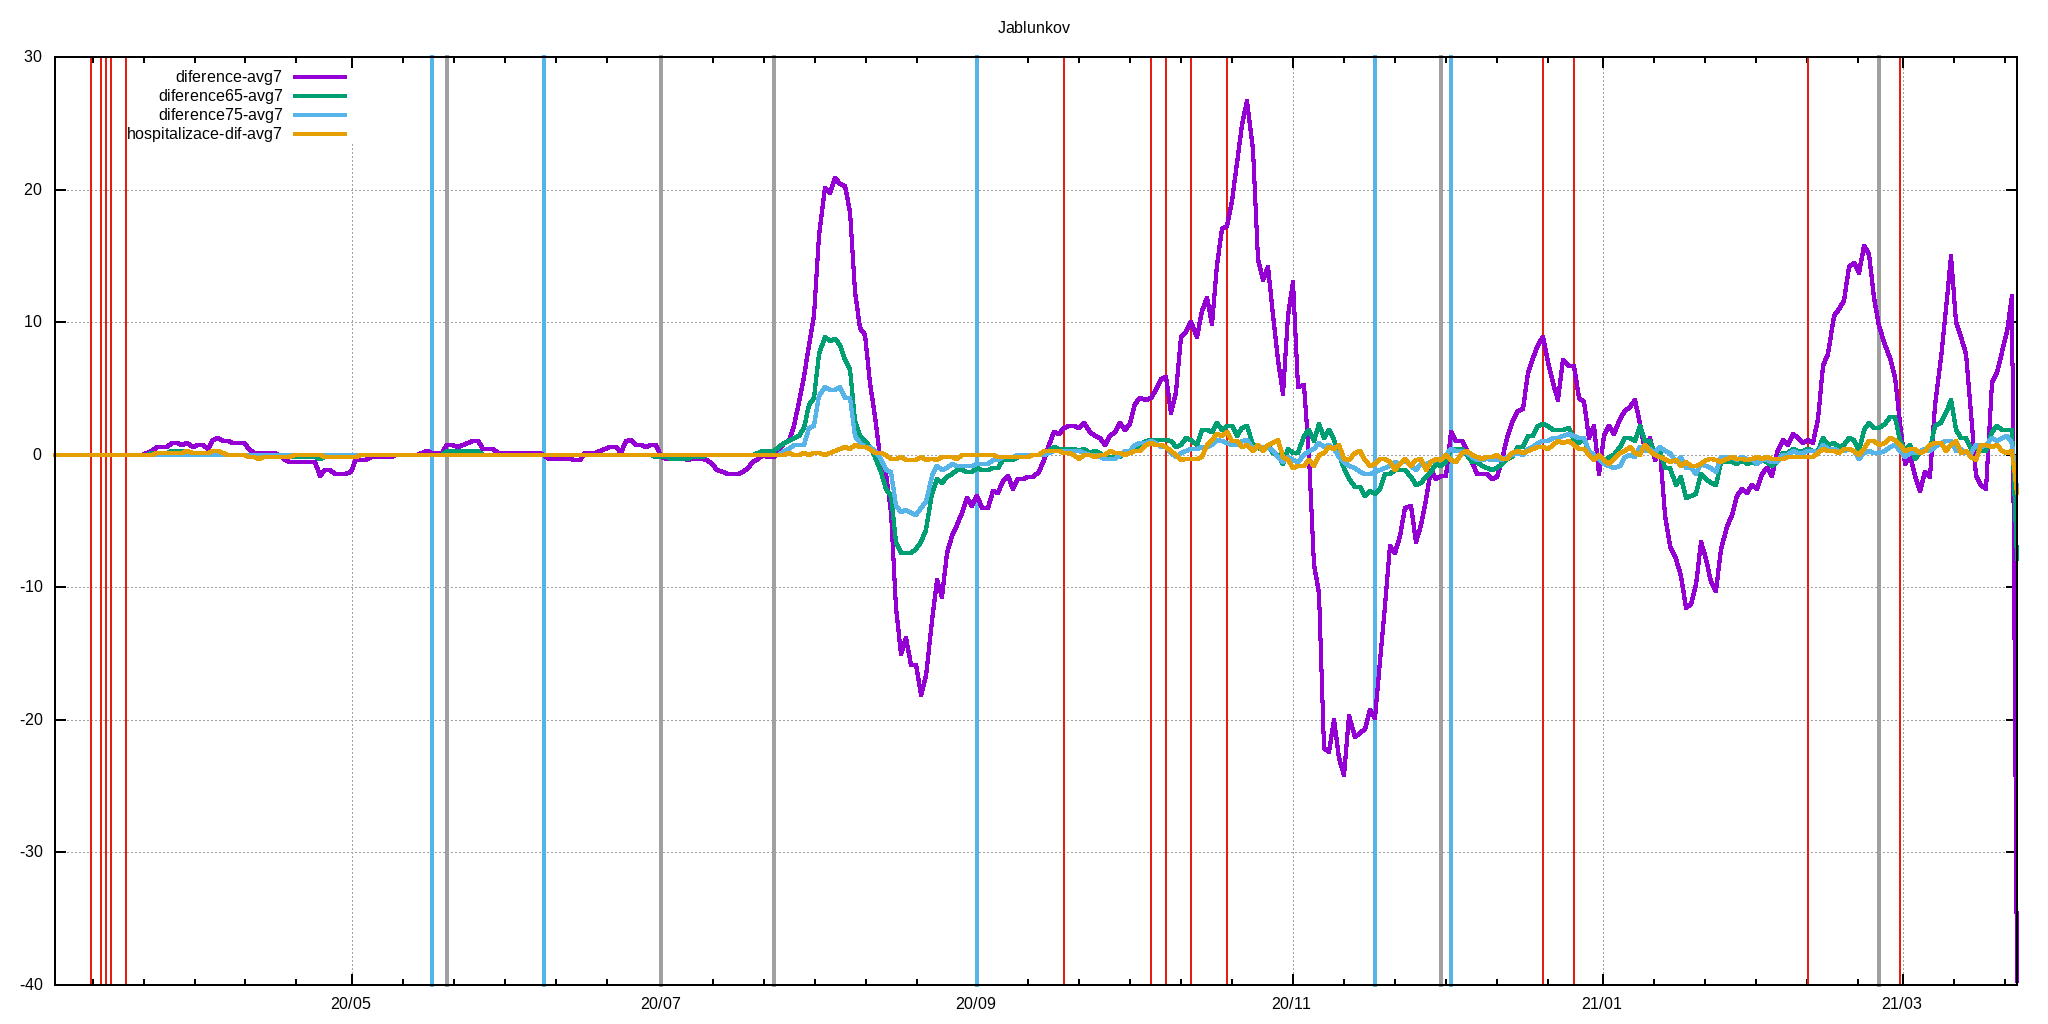 Jablunkov
30
20
10
0
-10
-20
-30
-40
diference-avg7
diference65-avg7
diference75-avg7
hospitalizace-dif-avg7
20/05
20/07
20/09
20/11
21/01
21/03